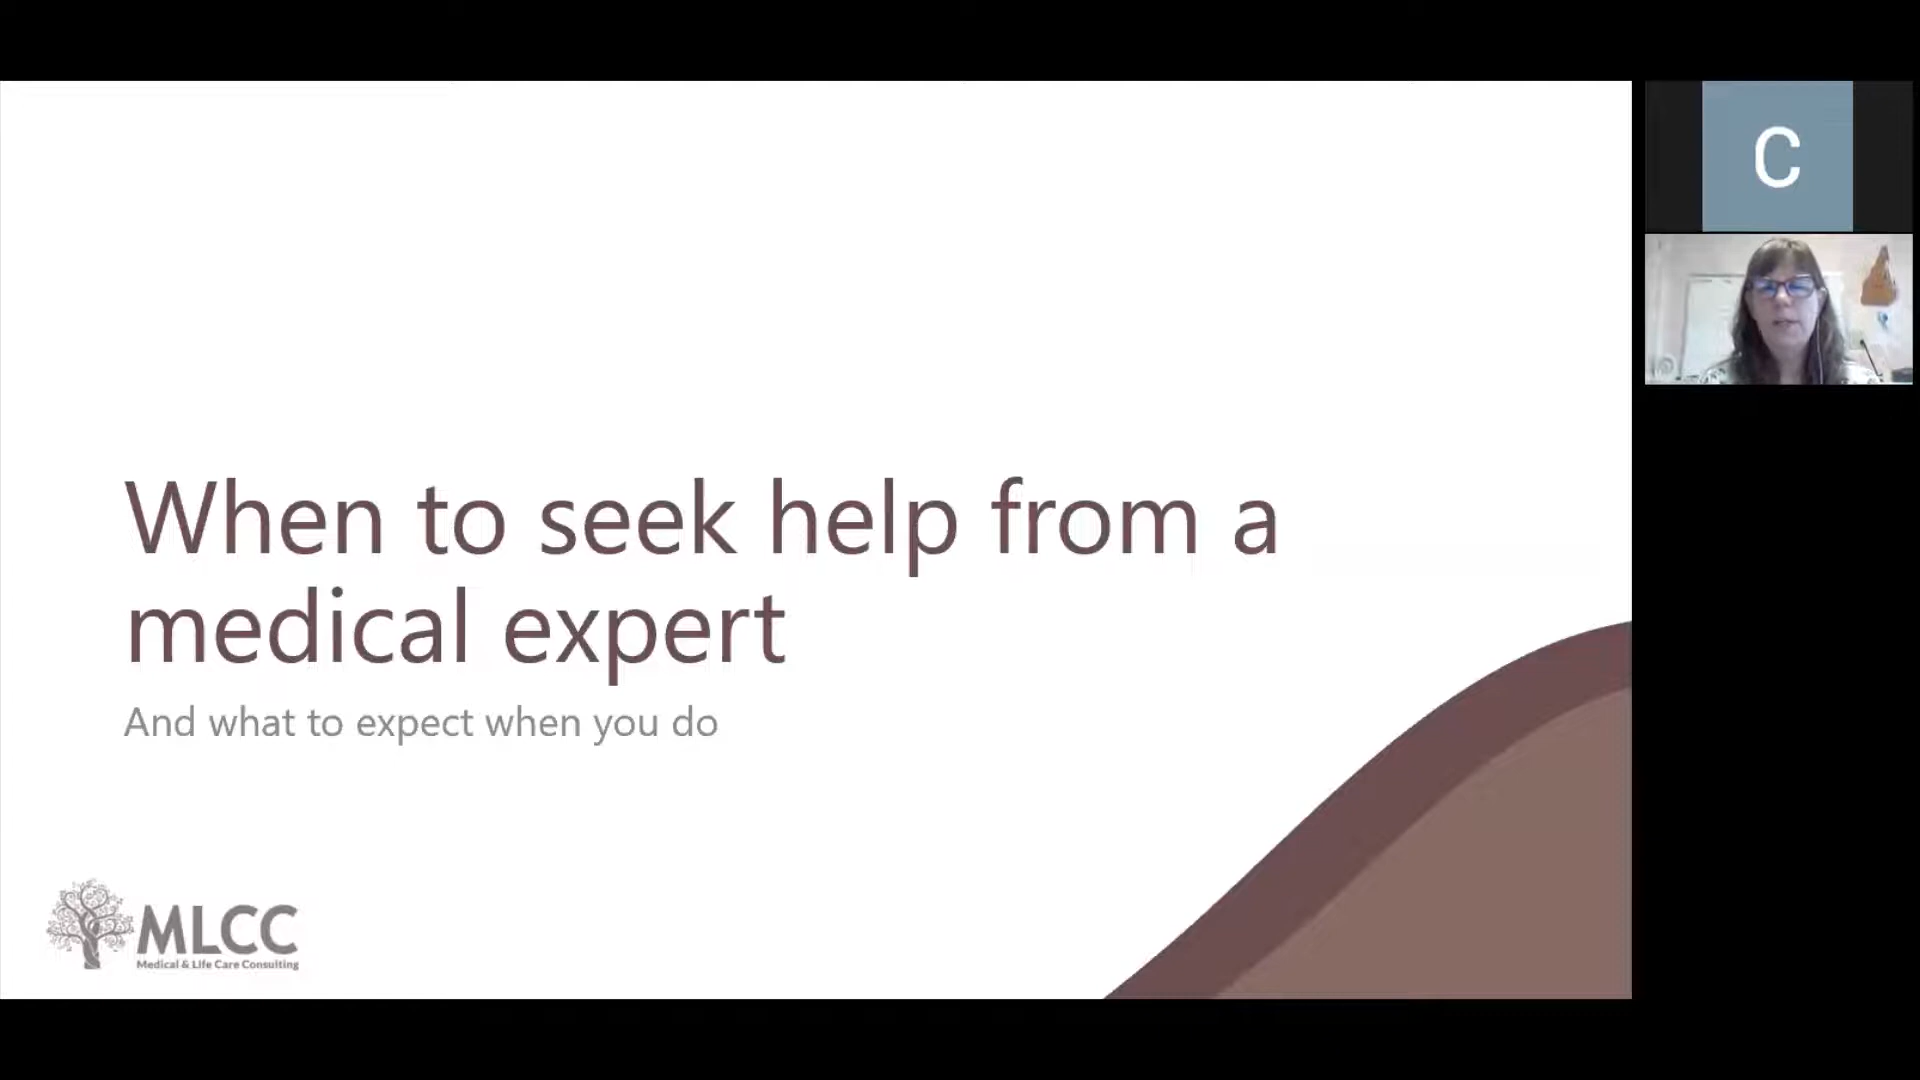 When to seek help from a
medical expert
And what to expect when you do
MLCC
Medical & Life Care Consulting
C